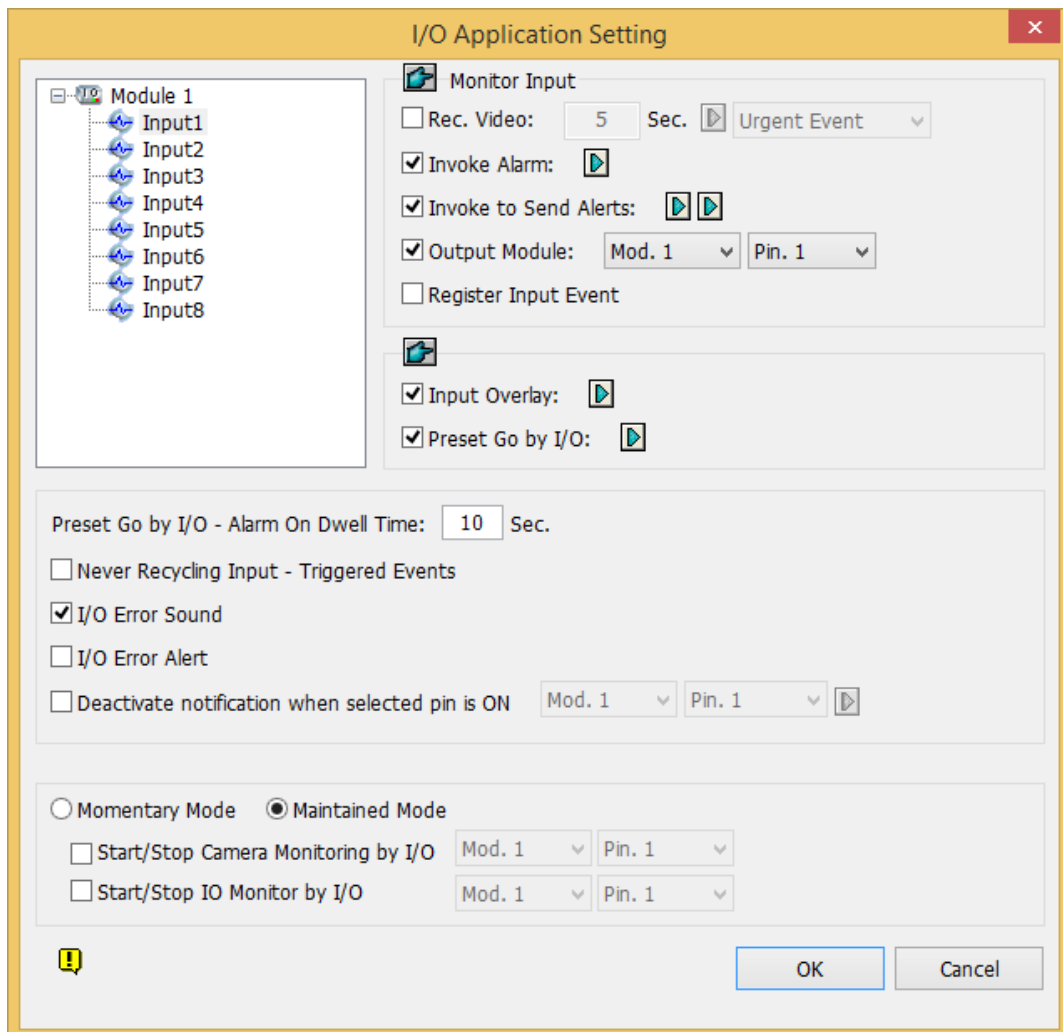 I/O Application Setting
Module 1
Input1
Input2
Input3
Input4
Input5
Input6
Input7
Input8
Monitor Input
Rec. Video: 5 Sec. Urgent Event
Invoke Alarm:
Invoke to Send Alerts:
Output Module: Mod. 1 Pin. 1
Register Input Event
Input Overlay:
Preset Go by I/O:
Preset Go by I/O - Alarm On Dwell Time: 10 Sec.
Never Recycling Input - Triggered Events
I/O Error Sound
I/O Error Alert
Deactivate notification when selected pin is ON Mod. 1 Pin. 1
Momentary Mode Maintained Mode
Start/Stop Camera Monitoring by I/O Mod. 1 Pin. 1
Start/Stop IO Monitor by I/O Mod. 1 Pin. 1
OK Cancel